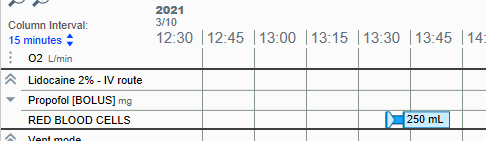 2021
Column Interval:
3/10
15 minutes
12:30 12:45 13:00 13:15 13:30 13:45 14:
O2 L/min
Lidocaine 2% - IV route
Propofol [BOLUS] mg
RED BLOOD CELLS 250 mL
Vent mode